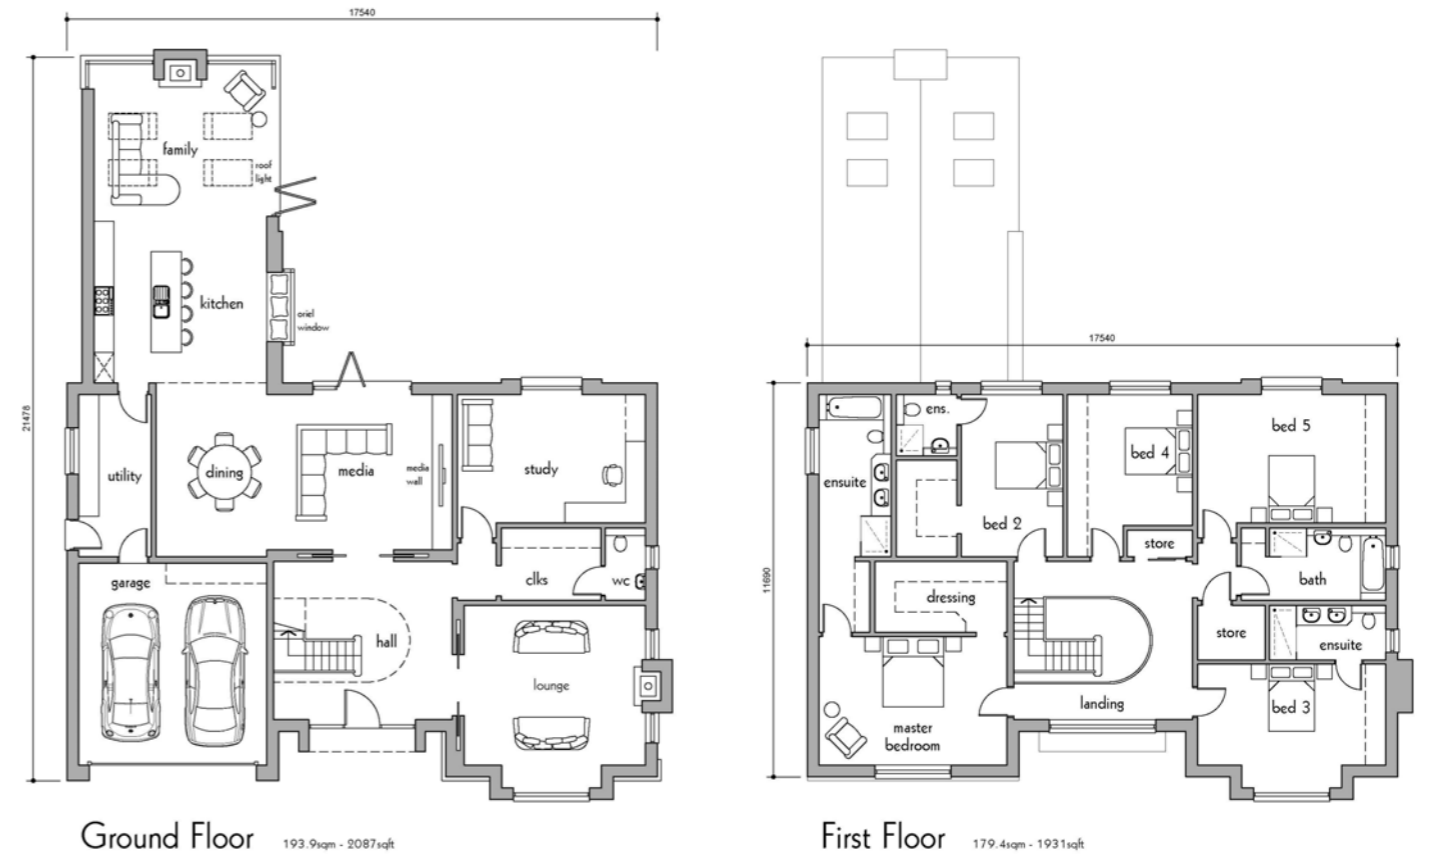 17540
21478
family
roof
light
kitchen
oriel
window
utility
dining
media
media
wall
study
garage
clks
wc
hall
lounge
Ground Floor 193.9sqm - 2087sqft
17540
11690
ens.
bed 5
bed 4
ensuite
bed 2
store
bath
dressing
store
ensuite
landing
bed 3
master
bedroom
First Floor 179.4sqm - 1931sqft